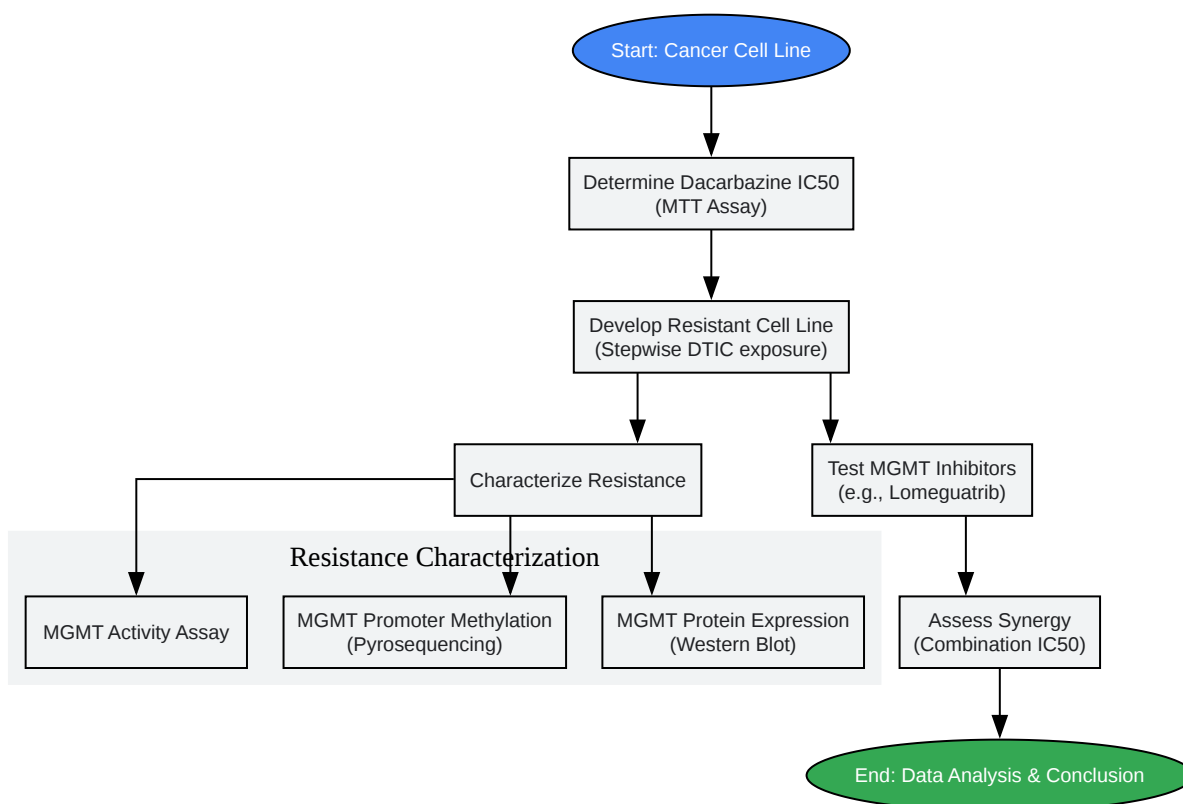 Start: Cancer Cell Line
Determine Dacarbazine IC50
(MTT Assay)
Develop Resistant Cell Line
(Stepwise DTIC exposure)
Characterize Resistance
Test MGMT Inhibitors
(e.g., Lomeguatrib)
Resistance Characterization
MGMT Activity Assay
MGMT Promoter Methylation
(Pyrosequencing)
MGMT Protein Expression
(Western Blot)
Assess Synergy
(Combination IC50)
End: Data Analysis & Conclusion